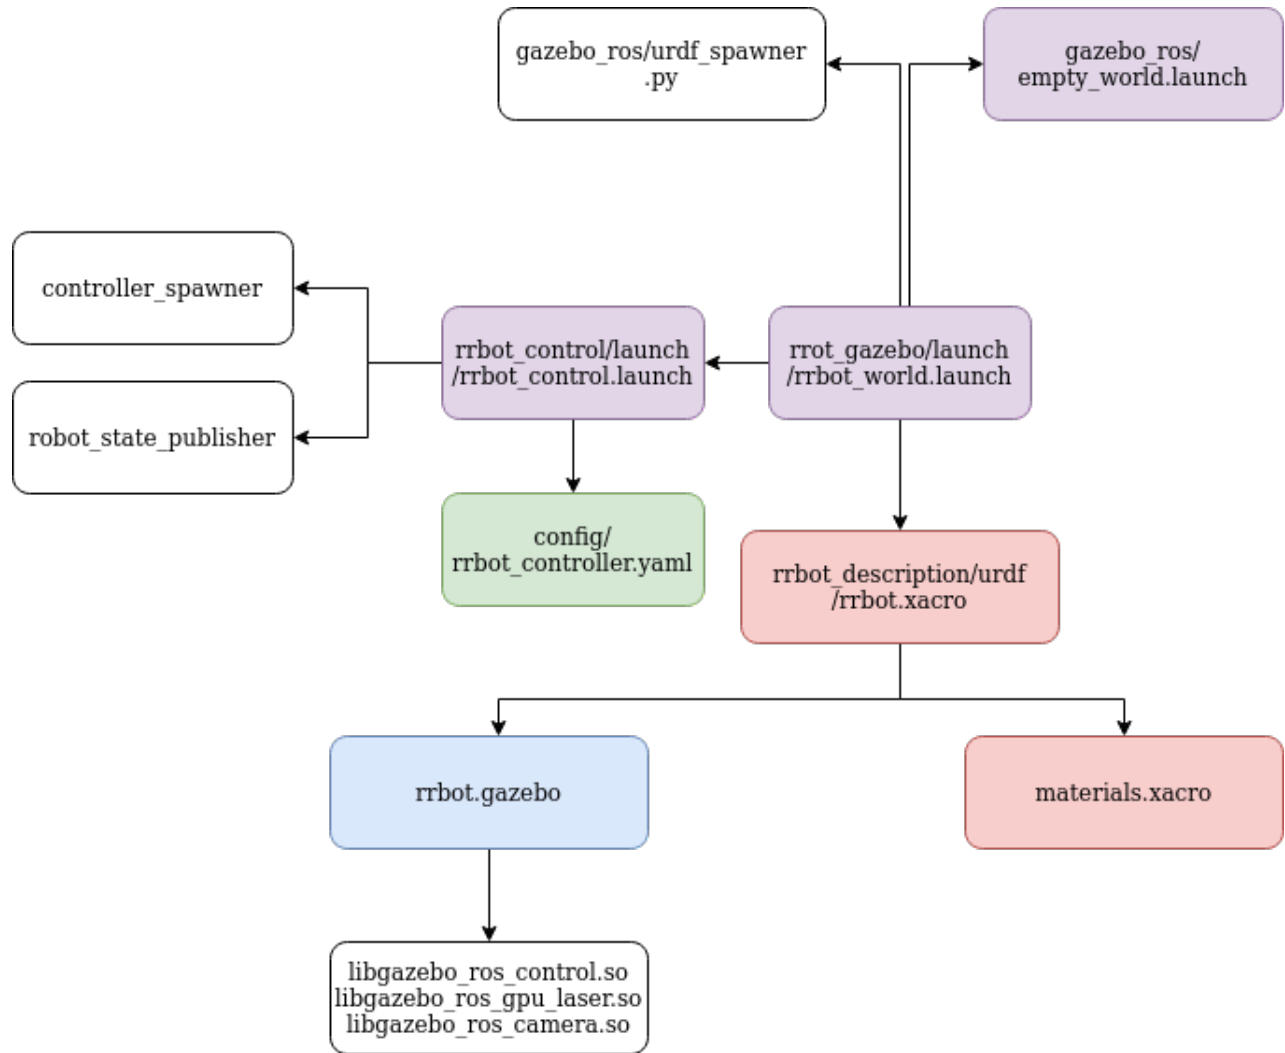 gazebo_ros/urdf_spawner
.py
gazebo_ros/
empty_world.launch
controller_spawner
rrbot_control/launch
/rrbot_control.launch
rrot_gazebo/launch
/rrbot_world.launch
robot_state_publisher
config/
rrbot_controller.yaml
rrbot_description/urdf
/rrbot.xacro
rrbot.gazebo
materials.xacro
libgazebo_ros_control.so
libgazebo_ros_gpu_laser.so
libgazebo_ros_camera.so